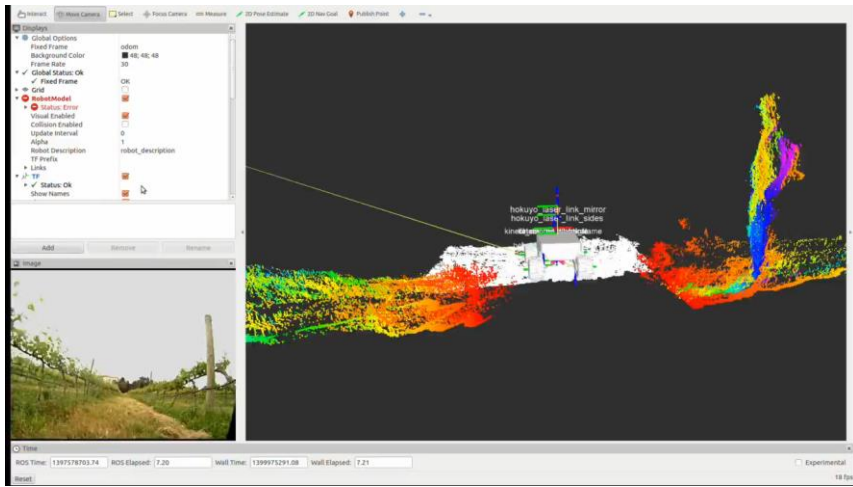 Interact Move Camera Select Focus Camera Measure 2D Pose Estimate 2D Nav Goal Publish Point
Displays
Global Options
Fixed Frame odom
Background Color 48; 48; 48
Frame Rate 30
Global Status: Ok
Fixed Frame OK
Grid
RobotModel
Status: Error
Visual Enabled
Collision Enabled
Update Interval 0
Alpha 1
Robot Description robot_description
TF Prefix
Links
TF
Status: Ok
Show Names
Add Remove Rename
Image
hokuyo_laser_link_mirror
hokuyo_laser_link_sides
Time
ROS Time: 1397578703.74 ROS Elapsed: 7.20 Wall Time: 1399975291.08 Wall Elapsed: 7.21 Experimental
Reset 18 fps